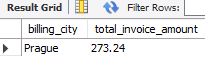 Result Grid Filter Rows:
billing_city total_invoice_amount
Prague 273.24